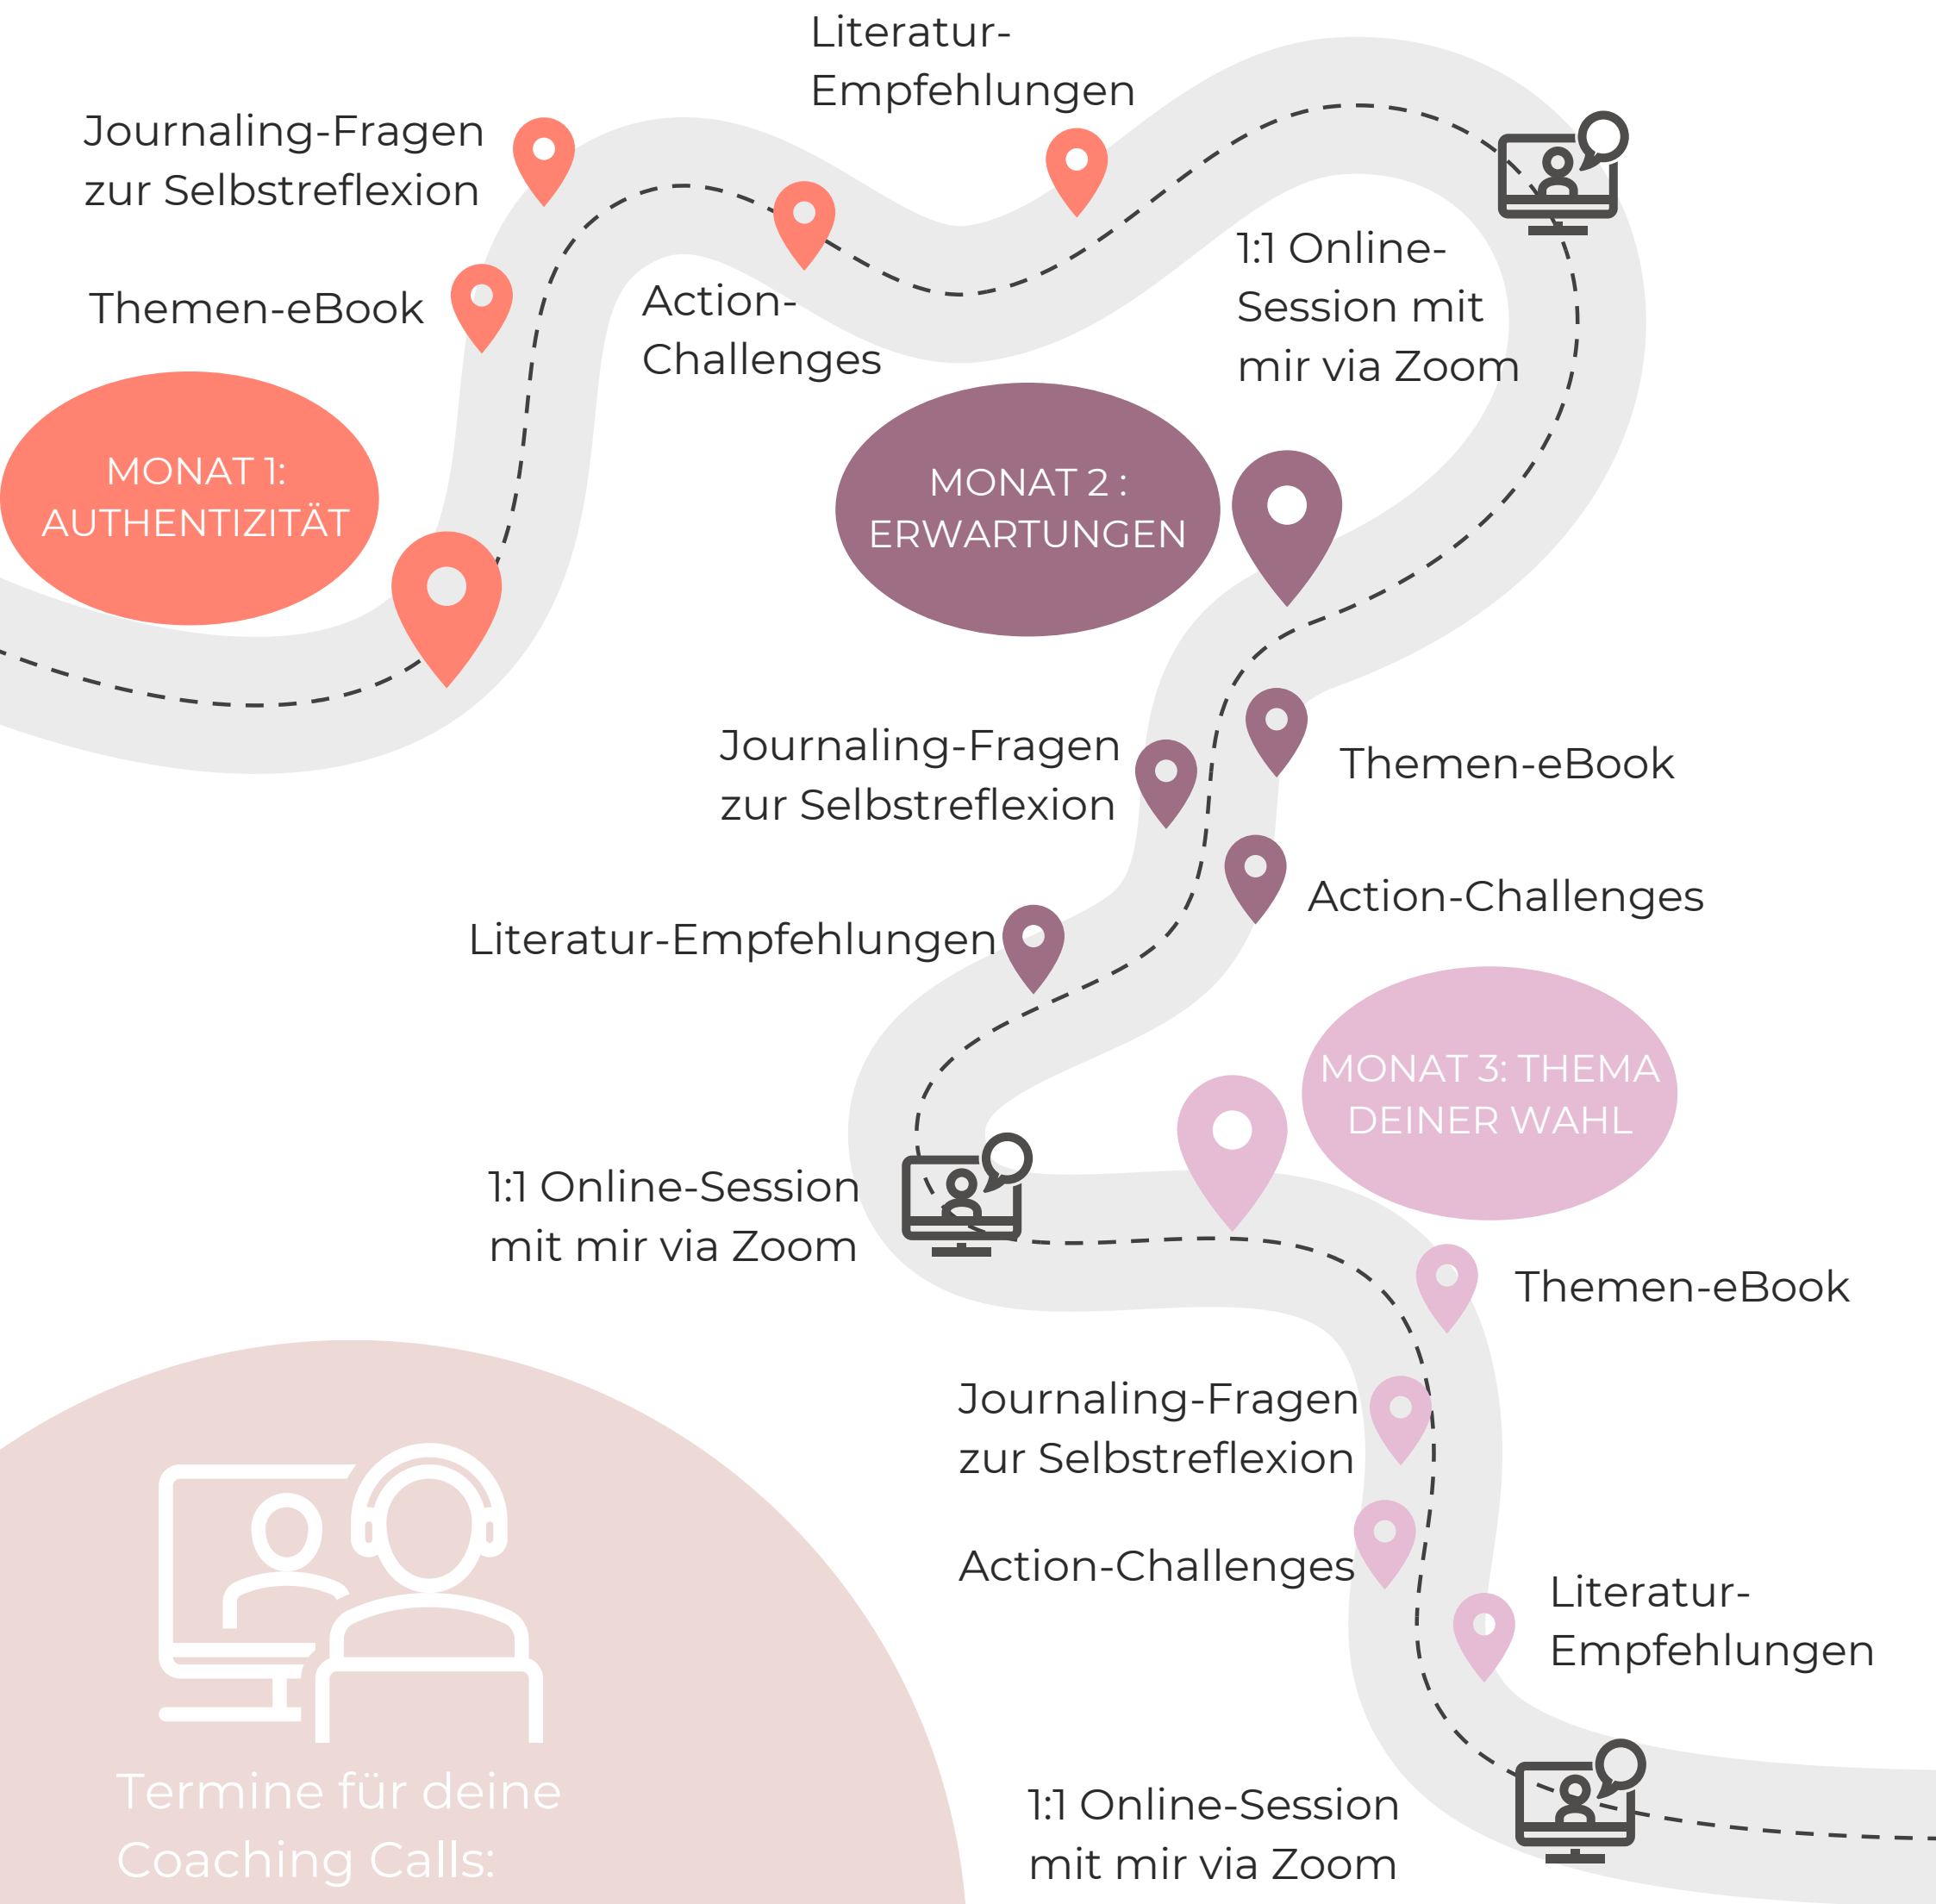 Literatur-
Empfehlungen
Journaling-Fragen
zur Selbstreflexion
Themen-eBook
Action-
Challenges
1:1 Online-
Session mit
mir via Zoom
MONAT 1:
AUTHENTIZITÄT
MONAT 2 :
ERWARTUNGEN
Journaling-Fragen
zur Selbstreflexion
Themen-eBook
Action-Challenges
Literatur-Empfehlungen
MONAT 3: THEMA
DEINER WAHL
1:1 Online-Session
mit mir via Zoom
Themen-eBook
Journaling-Fragen
zur Selbstreflexion
Action-Challenges
Literatur-
Empfehlungen
1:1 Online-Session
mit mir via Zoom
Termine für deine
Coaching Calls: